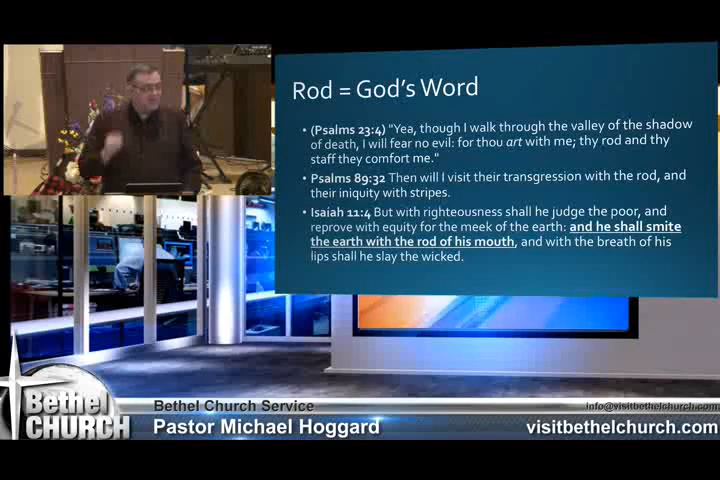 Rod = God's Word
• (Psalms 23:4) "Yea, though I walk through the valley of the shadow
of death, I will fear no evil: for thou art with me; thy rod and thy
staff they comfort me."
• Psalms 89:32 Then will I visit their transgression with the rod, and
their iniquity with stripes.
• Isaiah 11:4 But with righteousness shall he judge the poor, and
reprove with equity for the meek of the earth: and he shall smite
the earth with the rod of his mouth, and with the breath of his
lips shall he slay the wicked.
Bethel
CHURCH
Bethel Church Service
info@visitbethelchurch.com
Pastor Michael Hoggard
visitbethelchurch.com